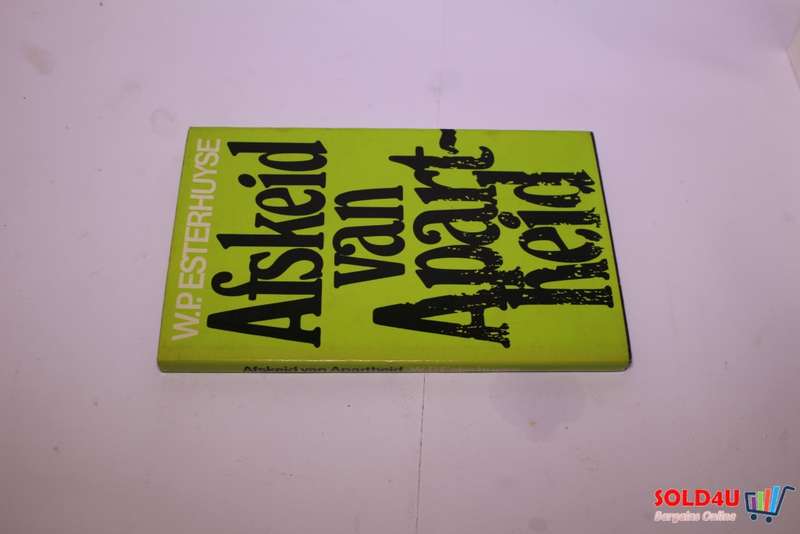 W.P. ESTERHUYSE
Afskeid
van
Apart-
heid
Afskeid van Apartheid
SOLD4U
Bargains Online